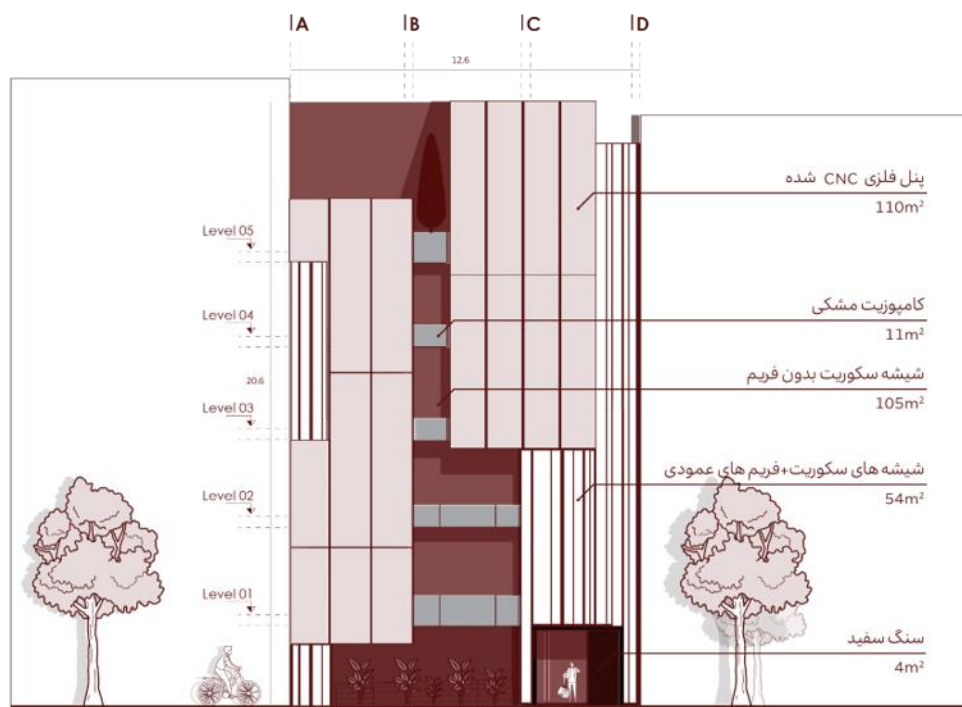 A B C D
12.6
پنل فلزی CNC شده
110m²
Level 05
کامپوزیت مشکی
11m²
Level 04
شیشه سکوریت بدون فریم
105m²
20.6
Level 03
شیشه های سکوریت+فریم های عمودی
54m²
Level 02
Level 01
سنگ سفید
4m²